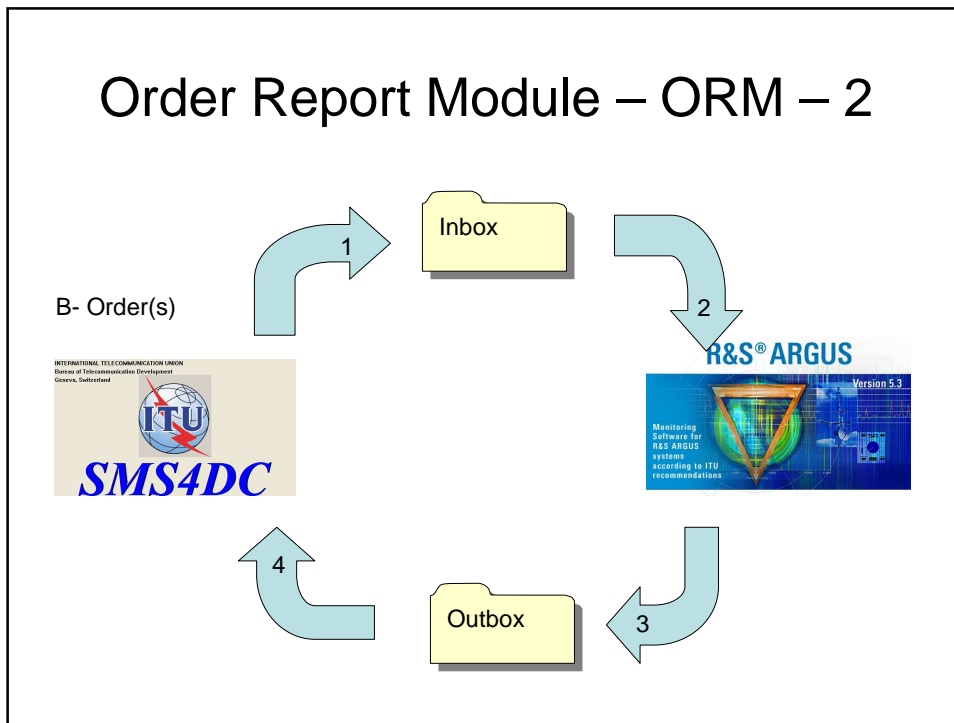 Order Report Module – ORM – 2
Inbox
1
2
B- Order(s)
INTERNATIONAL TELECOMMUNICATION UNION
Bureau of Telecommunication Development
Geneva, Switzerland
ITU
SMS4DC
R&S® ARGUS
Version 5.3
Monitoring
Software for
R&S ARGUS
systems
according to ITU
recommendations
4
Outbox
3